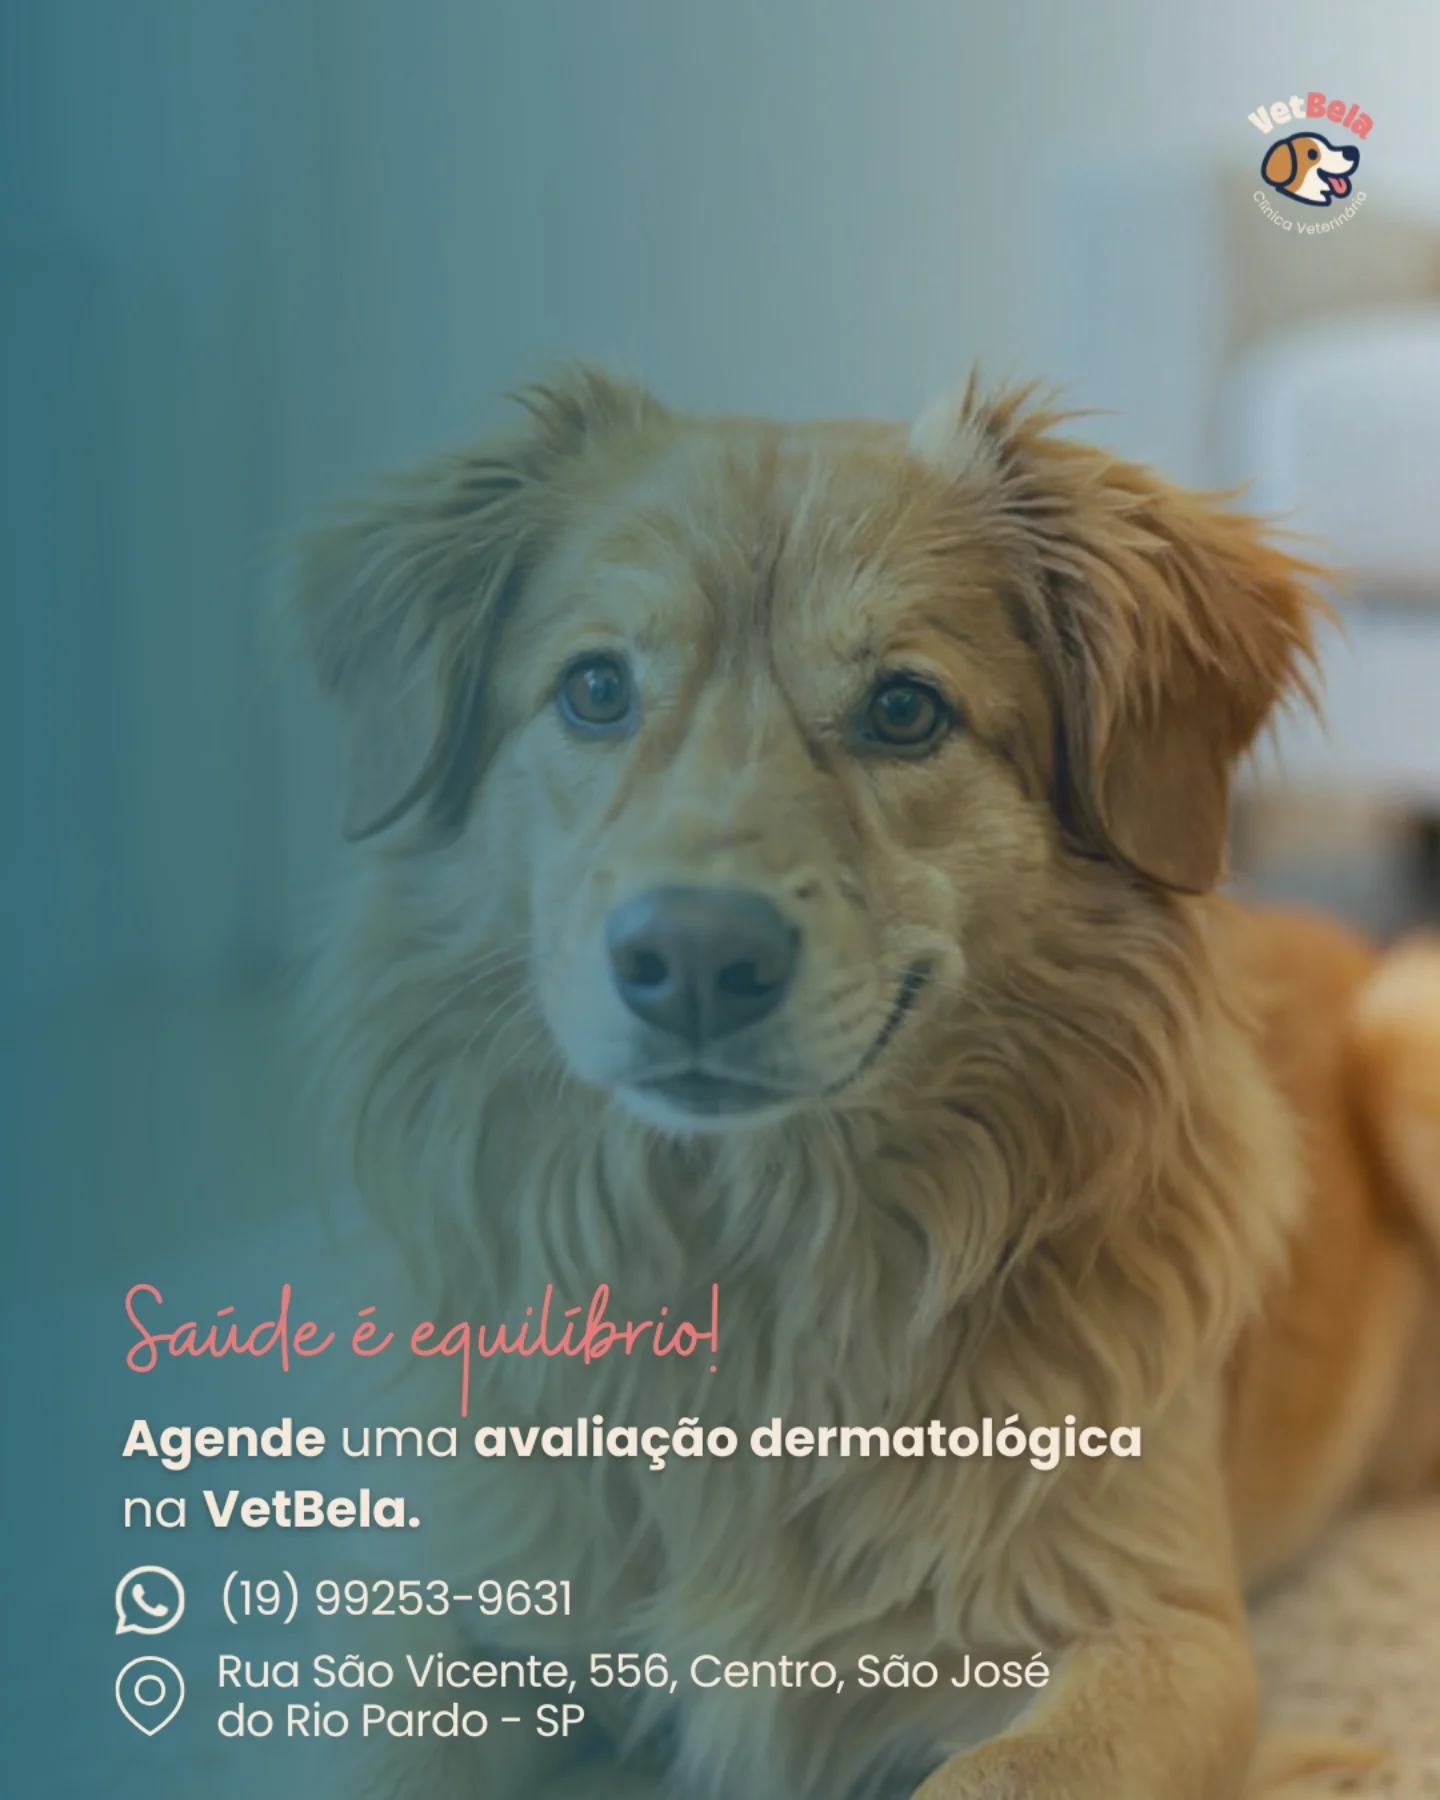 VetBela
Clínica Veterinária
Saúde é equilíbrio!
Agende uma avaliação dermatológica
na VetBela.
(19) 99253-9631
Rua São Vicente, 556, Centro, São José
do Rio Pardo - SP